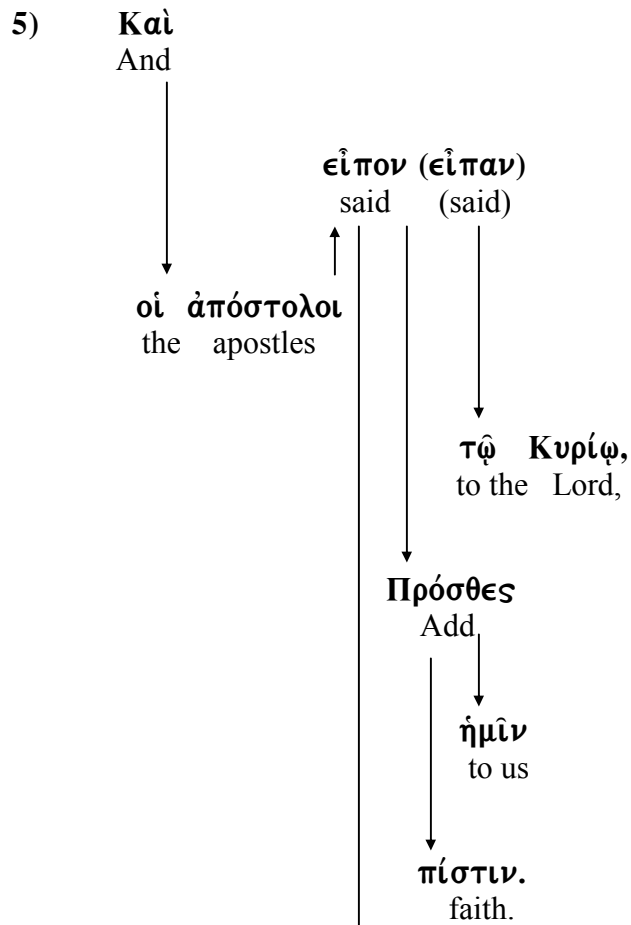 5) Καὶ
And
εἶπον (εἶπαν)
said (said)
οἱ ἀπόστολοι
the apostles
τῷ Κυρίῳ,
to the Lord,
Πρόσθες
Add
ἡμῖν
to us
πίστιν.
faith.